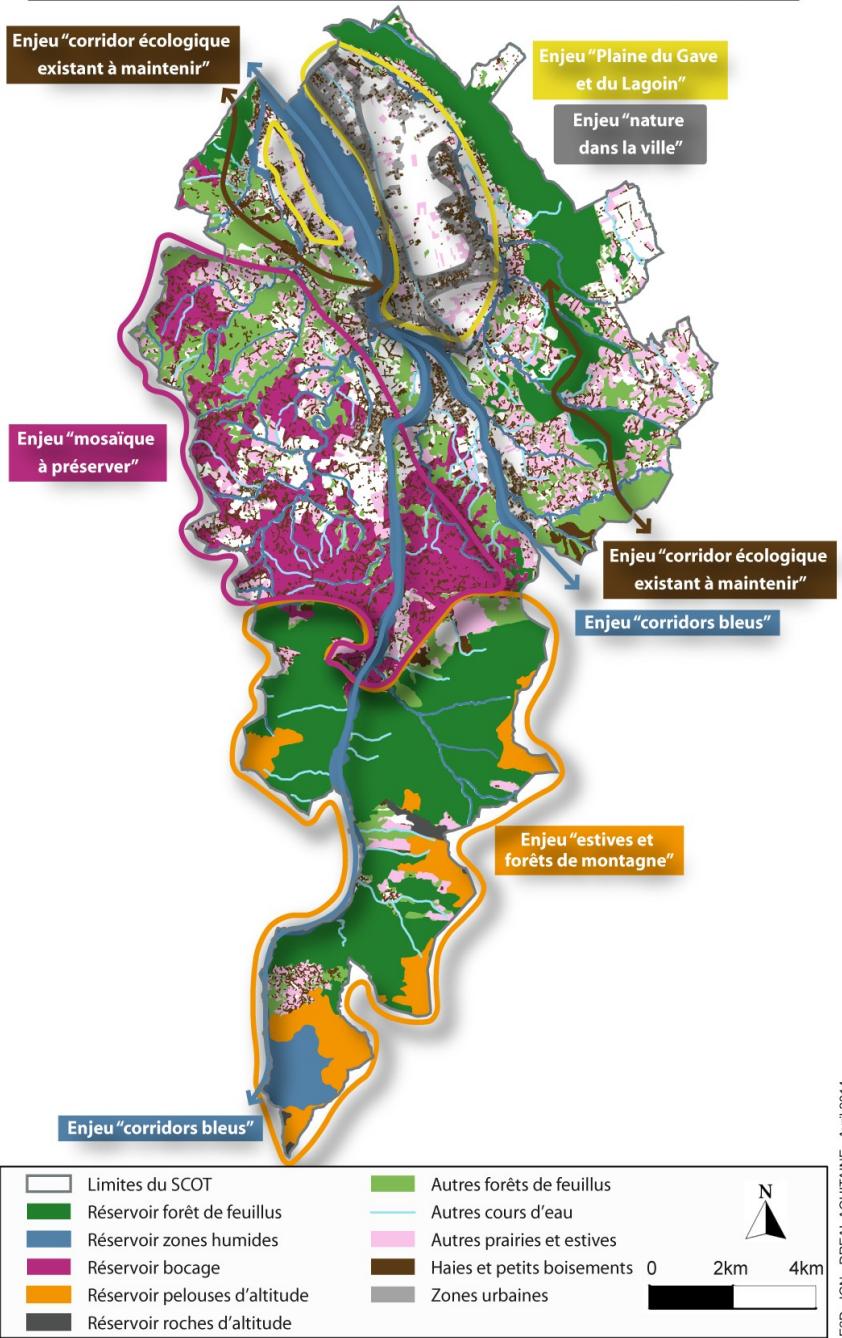 Enjeu “corridor écologique
existant à maintenir”
Enjeu “Plaine du Gave
et du Lagoin”
Enjeu “nature
dans la ville”
Enjeu “mosaïque
à préserver”
Enjeu “corridor écologique
existant à maintenir”
Enjeu “corridors bleus”
Enjeu “estives et
forêts de montagne”
Enjeu “corridors bleus”
Limites du SCOT
Réservoir forêt de feuillus
Réservoir zones humides
Réservoir bocage
Réservoir pelouses d'altitude
Réservoir roches d'altitude
Autres forêts de feuillus
Autres cours d'eau
Autres prairies et estives
Haies et petits boisements
Zones urbaines
N
0 2km 4km
AQUITAINE